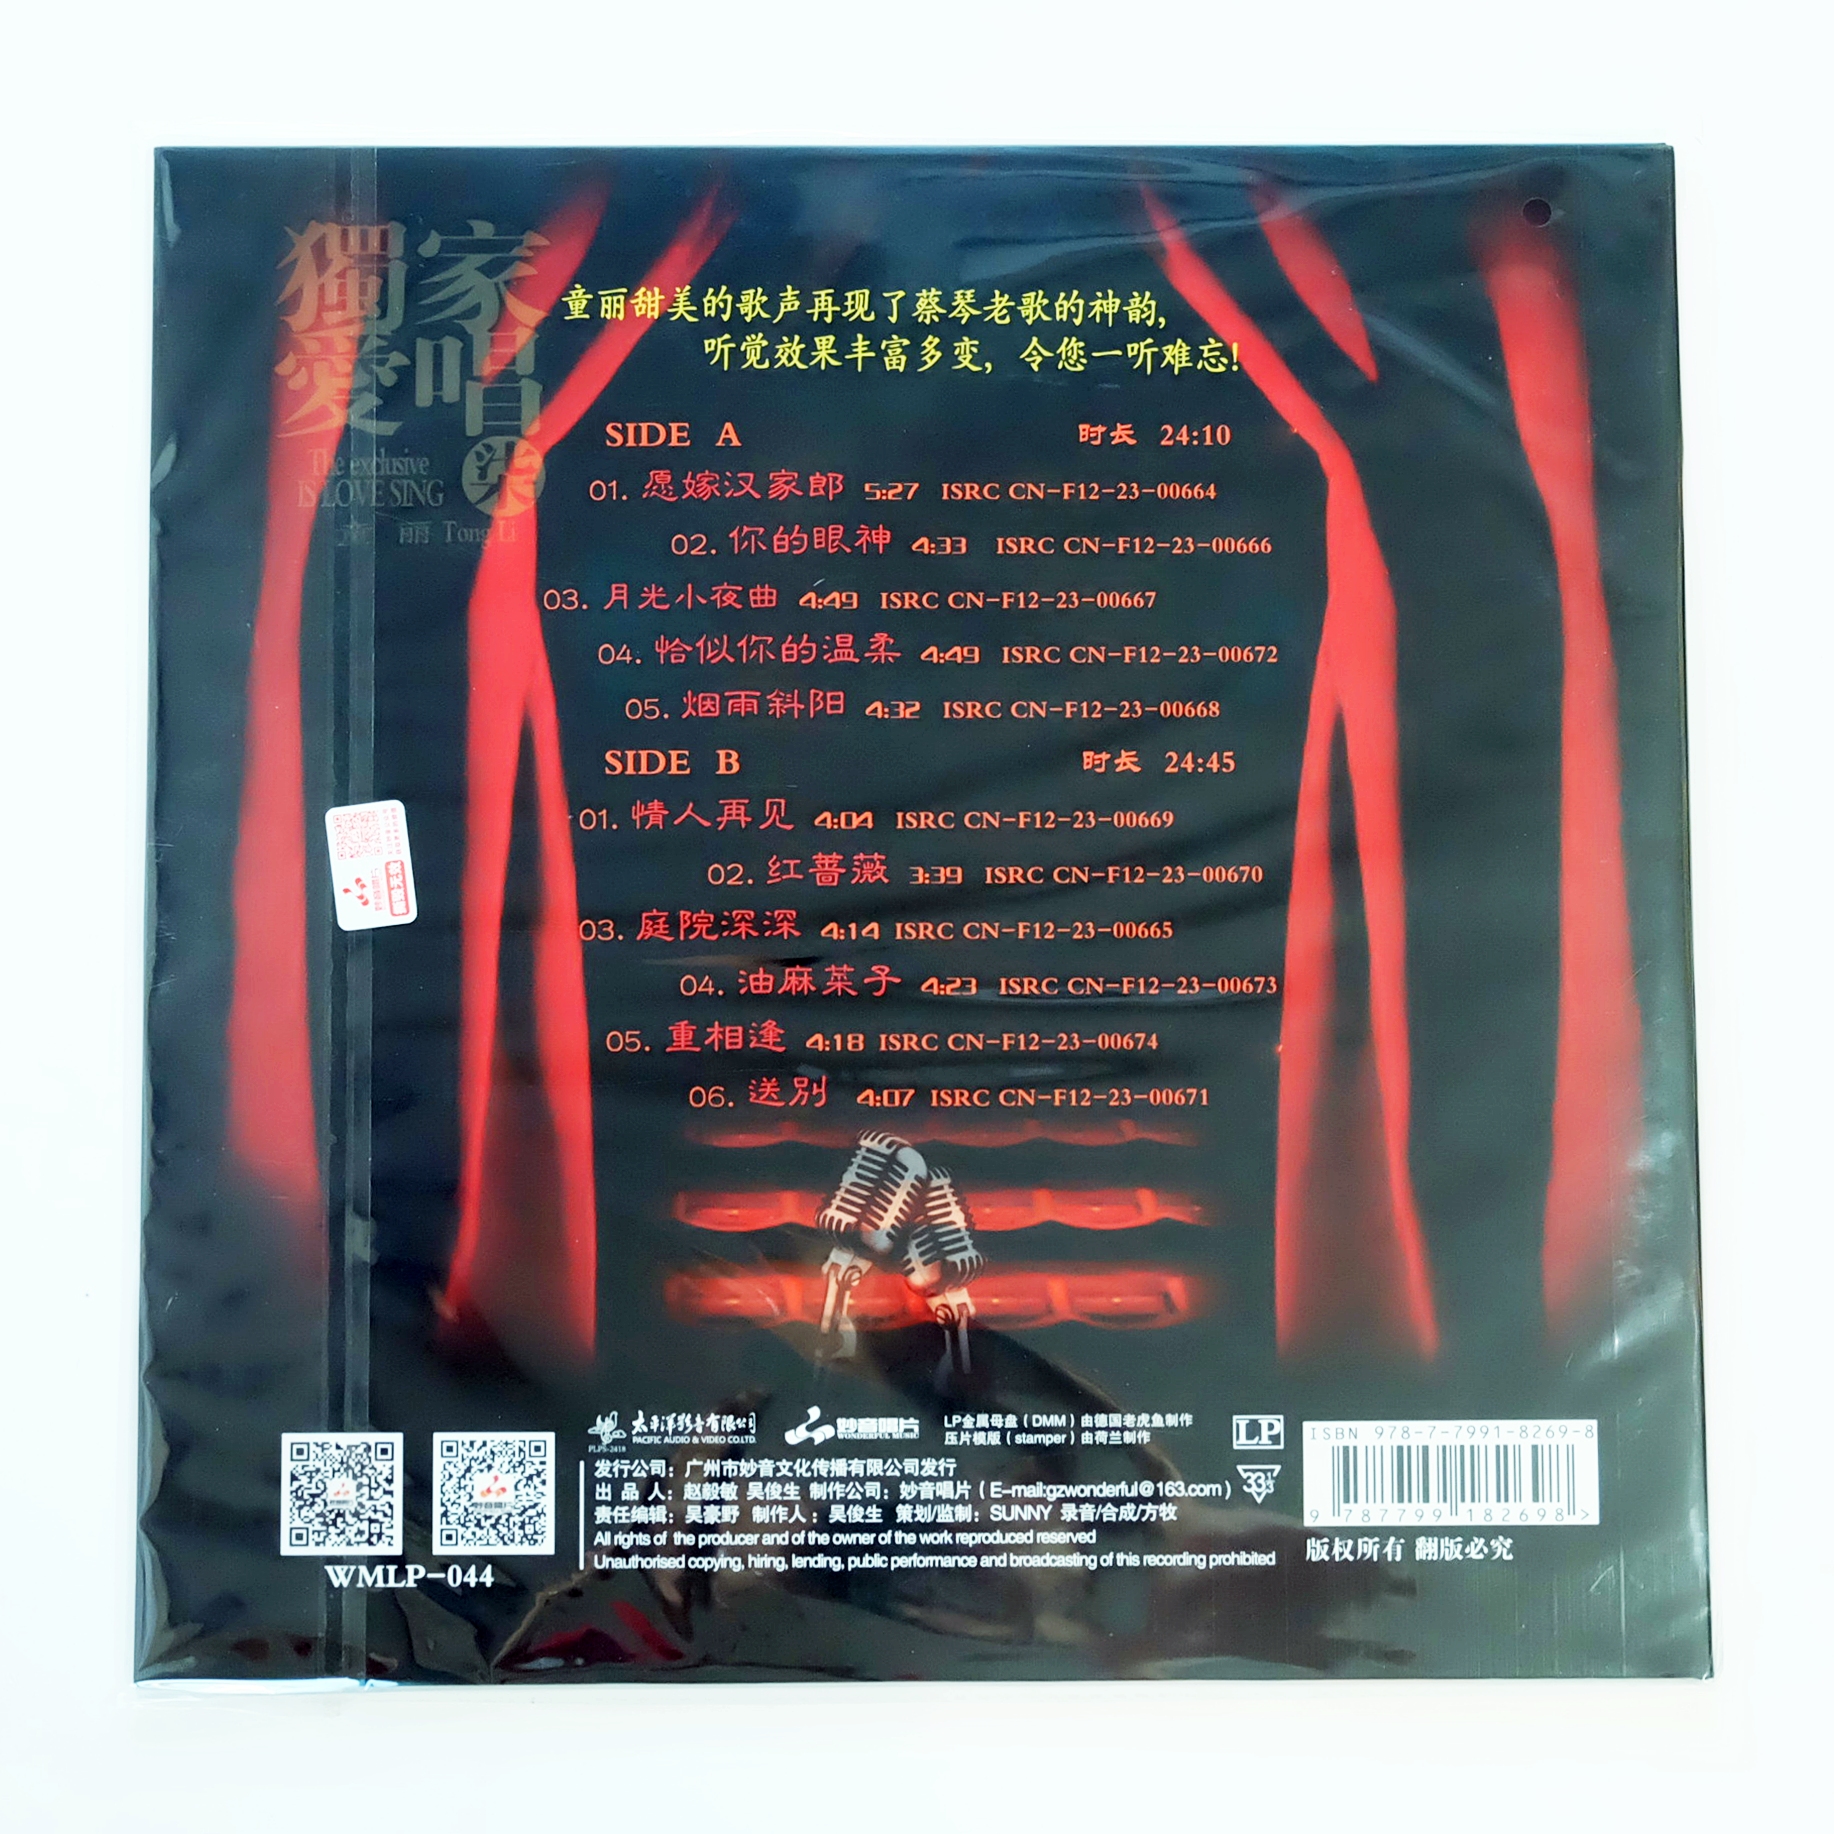 獨家
愛唱
柒
The exclusive
IS LOVE SING
童 丽 Tong Li
童丽甜美的歌声再现了蔡琴老歌的神韵,
听觉效果丰富多变, 令您一听难忘!
SIDE A 时长 24:10
01. 愿嫁汉家郎 5:27 ISRC CN-F12-23-00664
02. 你的眼神 4:33 ISRC CN-F12-23-00666
03. 月光小夜曲 4:49 ISRC CN-F12-23-00667
04. 恰似你的温柔 4:49 ISRC CN-F12-23-00672
05. 烟雨斜阳 4:32 ISRC CN-F12-23-00668
SIDE B 时长 24:45
01. 情人再见 4:04 ISRC CN-F12-23-00669
02. 红蔷薇 3:39 ISRC CN-F12-23-00670
03. 庭院深深 4:14 ISRC CN-F12-23-00665
04. 油麻菜子 4:23 ISRC CN-F12-23-00673
05. 重相逢 4:18 ISRC CN-F12-23-00674
06. 送别 4:07 ISRC CN-F12-23-00671
太平洋影音有限公司
PACIFIC AUDIO & VIDEO CO.LTD.
PLPS-2418
妙音唱片
WONDERFUL MUSIC
LP金属母盘（DMM）由德国老虎鱼制作
压片模版（stamper）由荷兰制作
LP
33 1/3
发行公司：广州市妙音文化传播有限公司发行
出 品 人：赵毅敏 吴俊生 制作公司：妙音唱片（E-mail:gzwonderful@163.com）
责任编辑：吴豪野 制作人：吴俊生 策划/监制：SUNNY 录音/合成/方牧
All rights of the producer and of the owner of the work reproduced reserved
Unauthorised copying, hiring, lending, public performance and broadcasting of this recording prohibited
WMLP-044
ISBN 978-7-7991-8269-8
9 787799 182698 >
版权所有 翻版必究